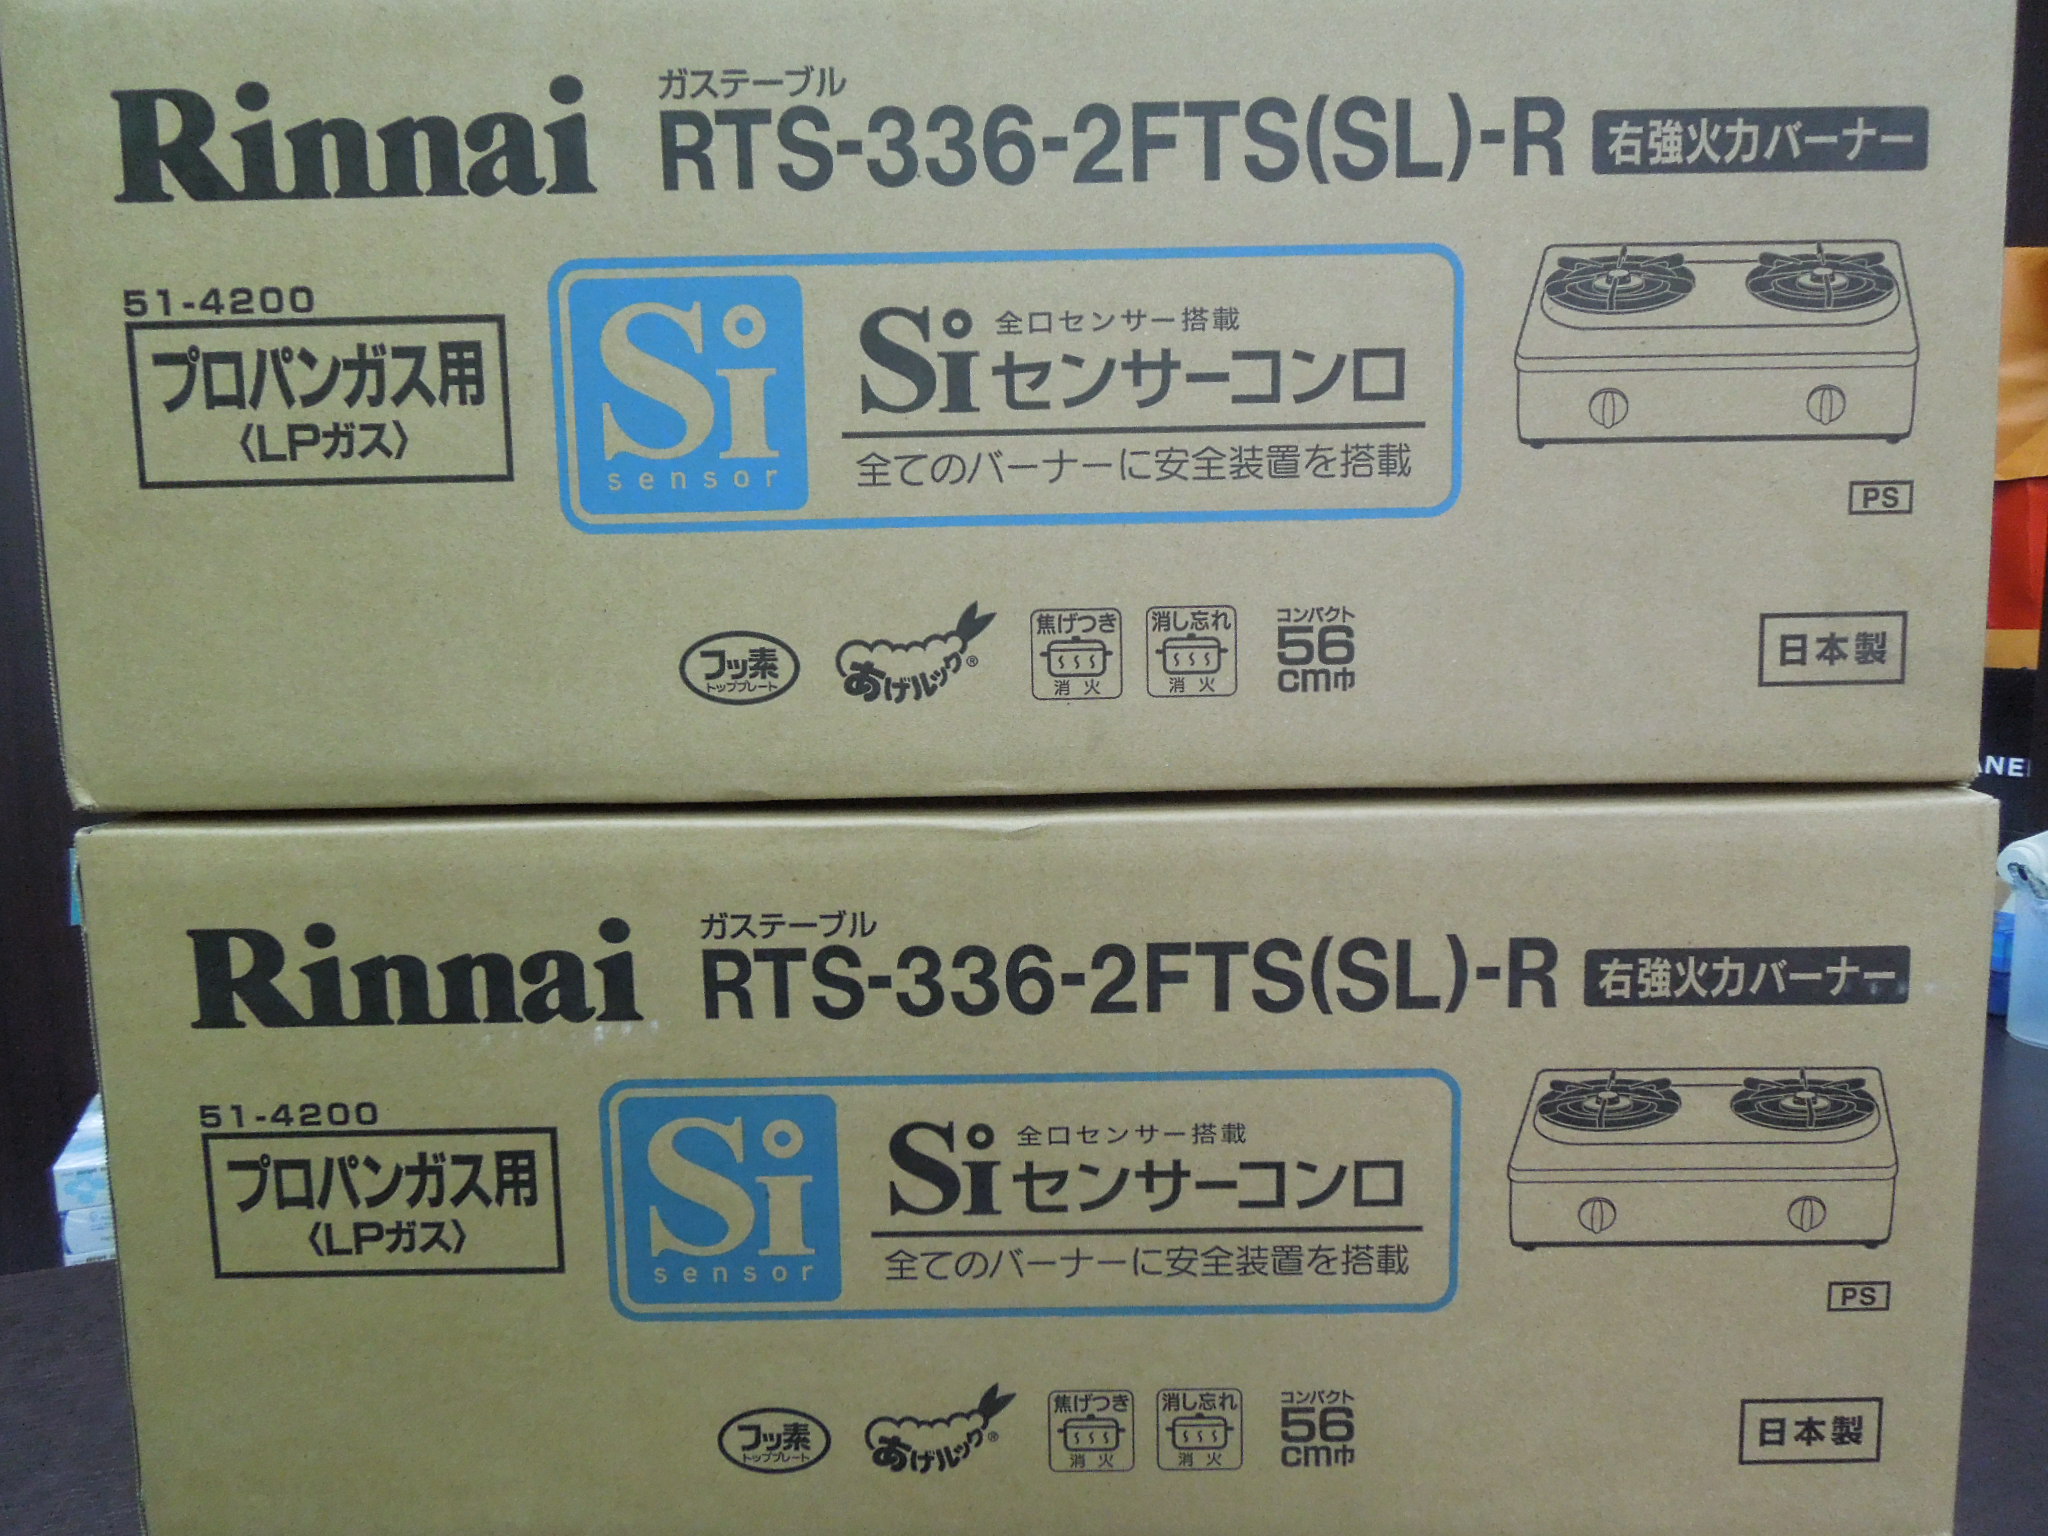 ガステーブル
Rinnai RTS-336-2FTS(SL)-R 右強火力バーナー
51-4200
プロパンガス用
〈LPガス〉
Si
sensor
全口センサー搭載
Siセンサーコンロ
全てのバーナーに安全装置を搭載
PS
フッ素
トッププレート
あげルック®
焦げつき
消火
消し忘れ
消火
コンパクト
56
cm巾
日本製
ガステーブル
Rinnai RTS-336-2FTS(SL)-R 右強火力バーナー
51-4200
プロパンガス用
〈LPガス〉
Si
sensor
全口センサー搭載
Siセンサーコンロ
全てのバーナーに安全装置を搭載
PS
フッ素
トッププレート
あげルック®
焦げつき
消火
消し忘れ
消火
コンパクト
56
cm巾
日本製